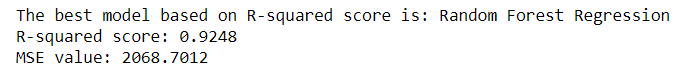 The best model based on R-squared score is: Random Forest Regression
R-squared score: 0.9248
MSE value: 2068.7012